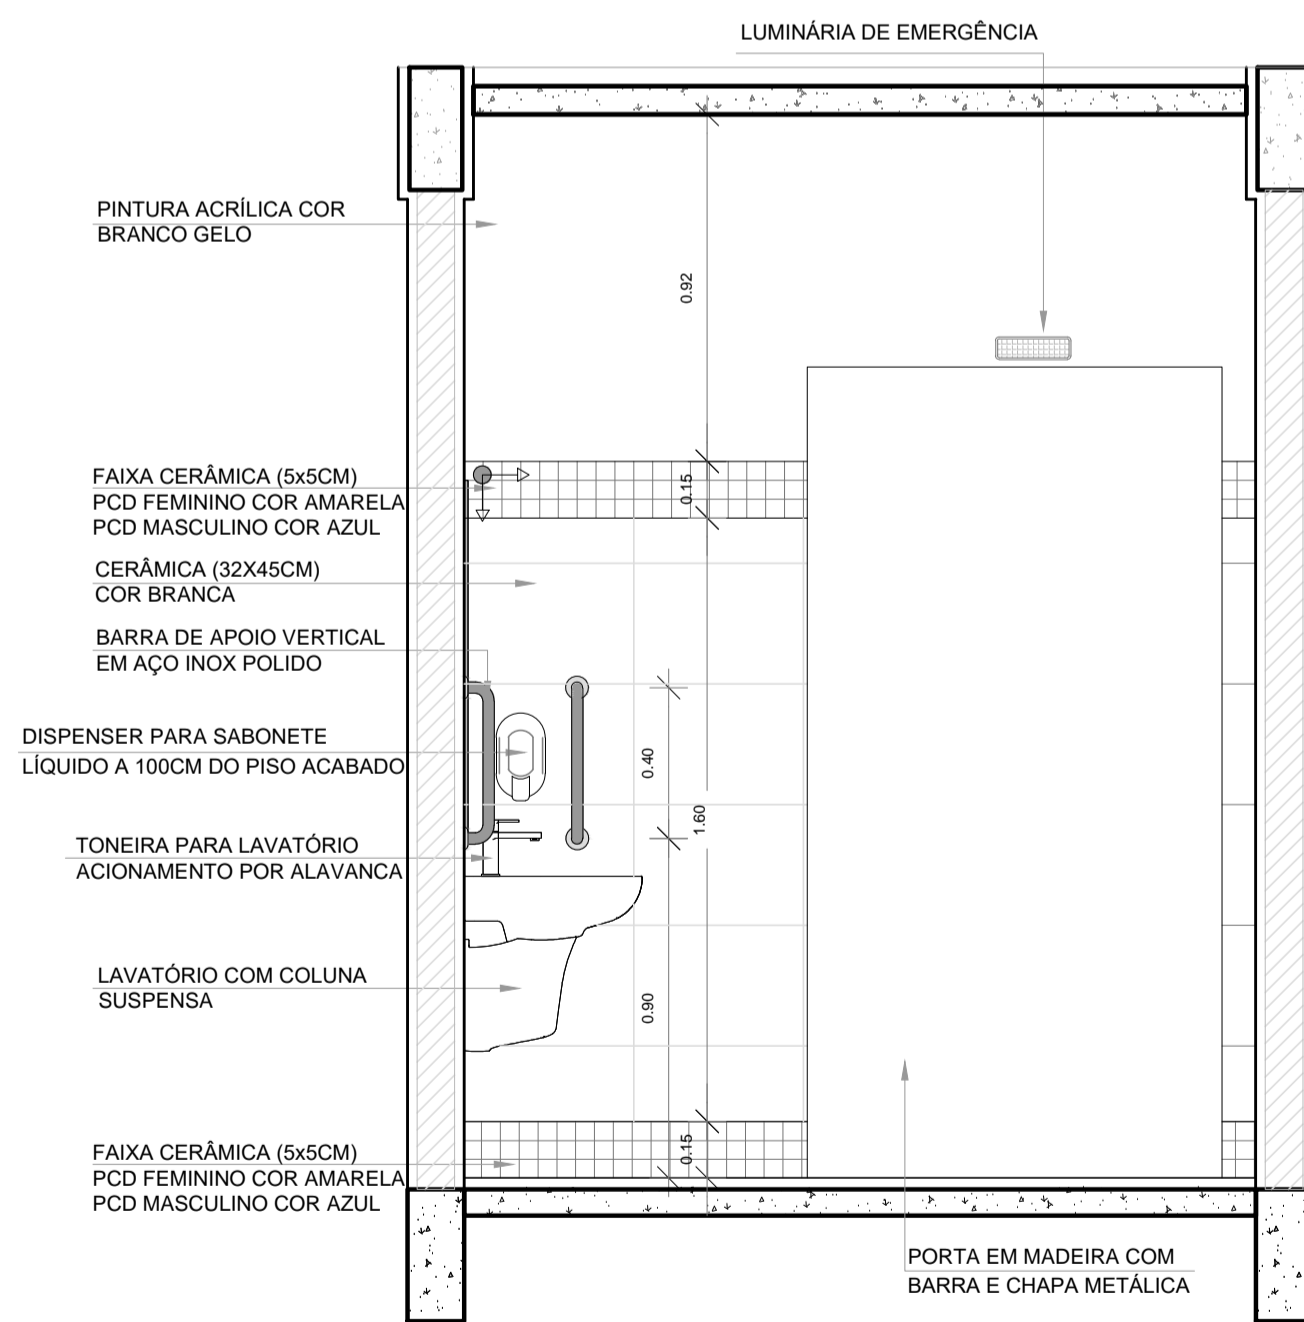 LUMINÁRIA DE EMERGÊNCIA
PINTURA ACRÍLICA COR
BRANCO GELO
0.92
FAIXA CERÂMICA (5x5CM)
PCD FEMININO COR AMARELA
PCD MASCULINO COR AZUL
0.15
CERÂMICA (32X45CM)
COR BRANCA
BARRA DE APOIO VERTICAL
EM AÇO INOX POLIDO
DISPENSER PARA SABONETE
LÍQUIDO A 100CM DO PISO ACABADO
0.40
1.60
TONEIRA PARA LAVATÓRIO
ACIONAMENTO POR ALAVANCA
LAVATÓRIO COM COLUNA
SUSPENSA
0.90
FAIXA CERÂMICA (5x5CM)
PCD FEMININO COR AMARELA
PCD MASCULINO COR AZUL
0.15
PORTA EM MADEIRA COM
BARRA E CHAPA METÁLICA